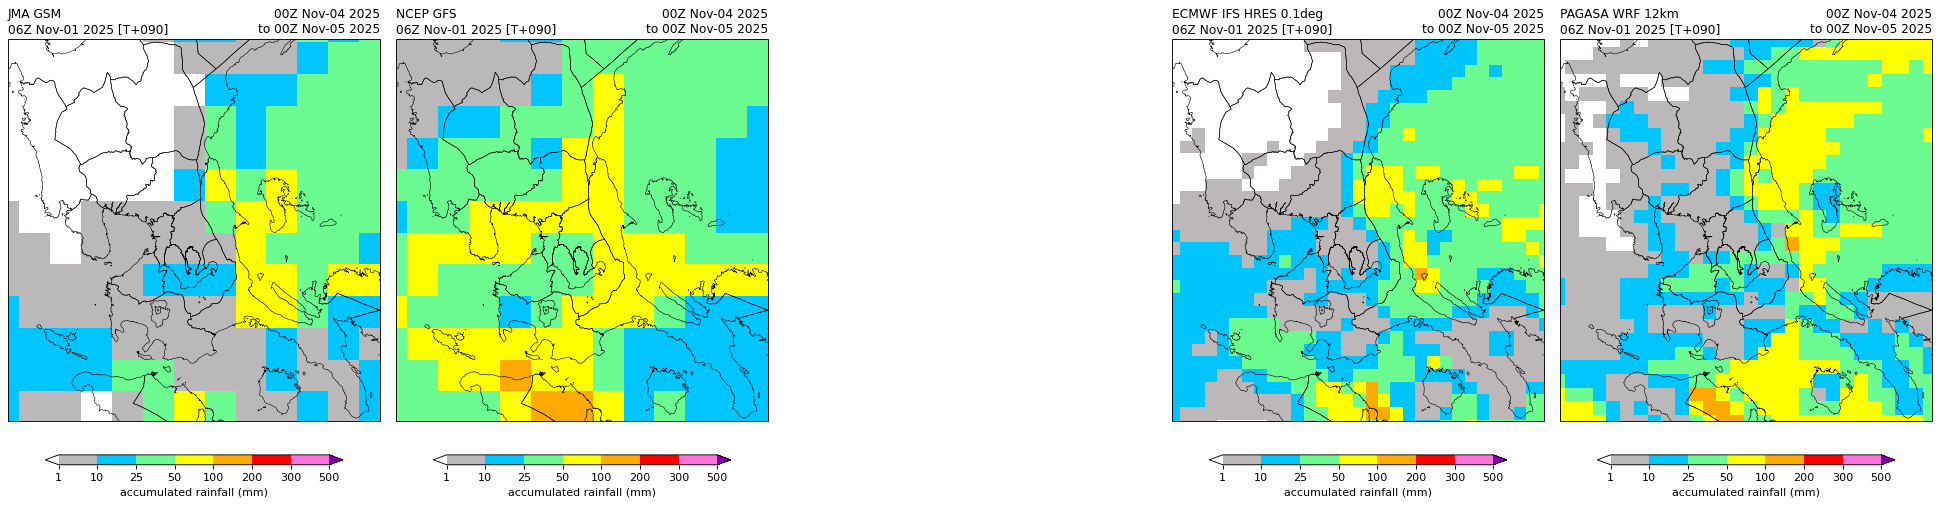 JMA GSM 00Z Nov-04 2025
06Z Nov-01 2025 [T+090] to 00Z Nov-05 2025
NCEP GFS 00Z Nov-04 2025
06Z Nov-01 2025 [T+090] to 00Z Nov-05 2025
ECMWF IFS HRES 0.1deg 00Z Nov-04 2025
06Z Nov-01 2025 [T+090] to 00Z Nov-05 2025
PAGASA WRF 12km 00Z Nov-04 2025
06Z Nov-01 2025 [T+090] to 00Z Nov-05 2025
1 10 25 50 100 200 300 500
accumulated rainfall (mm)
1 10 25 50 100 200 300 500
accumulated rainfall (mm)
1 10 25 50 100 200 300 500
accumulated rainfall (mm)
1 10 25 50 100 200 300 500
accumulated rainfall (mm)